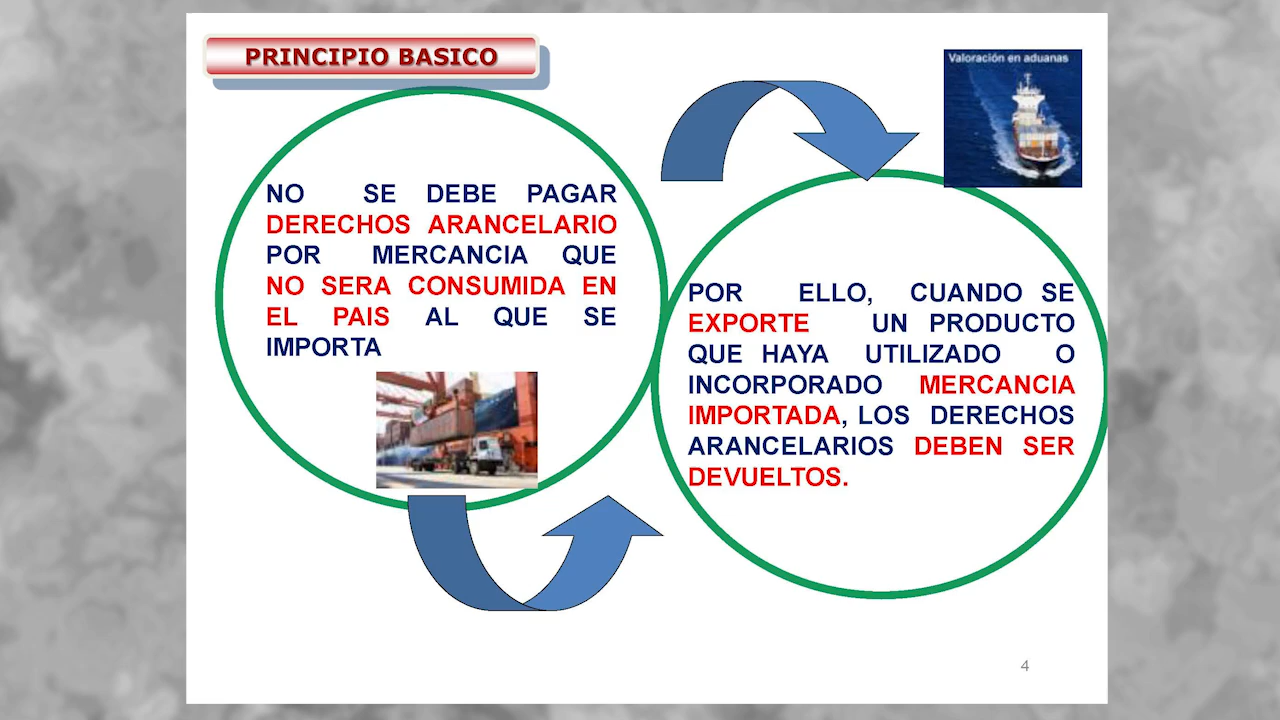 PRINCIPIO BASICO
Valoración en aduanas
NO SE DEBE PAGAR
DERECHOS ARANCELARIO
POR MERCANCIA QUE
NO SERA CONSUMIDA EN
EL PAIS AL QUE SE
IMPORTA
POR ELLO, CUANDO SE
EXPORTE UN PRODUCTO
QUE HAYA UTILIZADO O
INCORPORADO MERCANCIA
IMPORTADA, LOS DERECHOS
ARANCELARIOS DEBEN SER
DEVUELTOS.
4